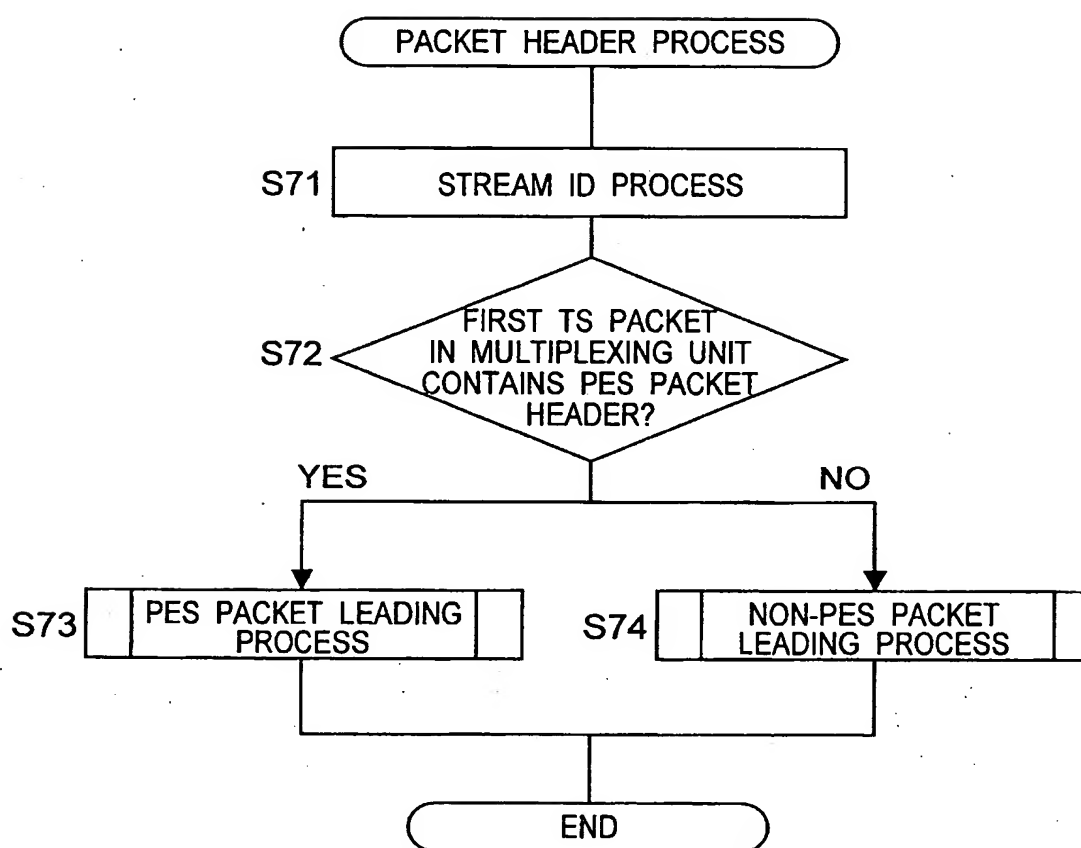 PACKET HEADER PROCESS
S71
STREAM ID PROCESS
S72
FIRST TS PACKET
IN MULTIPLEXING UNIT
CONTAINS PES PACKET
HEADER?
YES
NO
S73
PES PACKET LEADING
PROCESS
S74
NON-PES PACKET
LEADING PROCESS
END